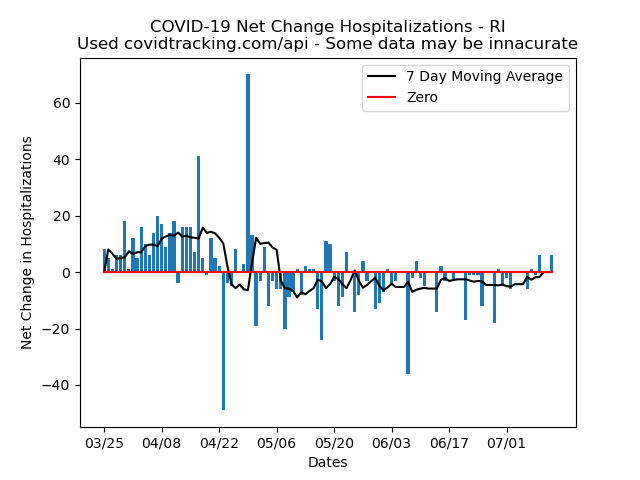 COVID-19 Net Change Hospitalizations - RI
Used covidtracking.com/api - Some data may be innacurate
7 Day Moving Average
Zero
Net Change in Hospitalizations
60
40
20
0
−20
−40
03/25 04/08 04/22 05/06 05/20 06/03 06/17 07/01
Dates